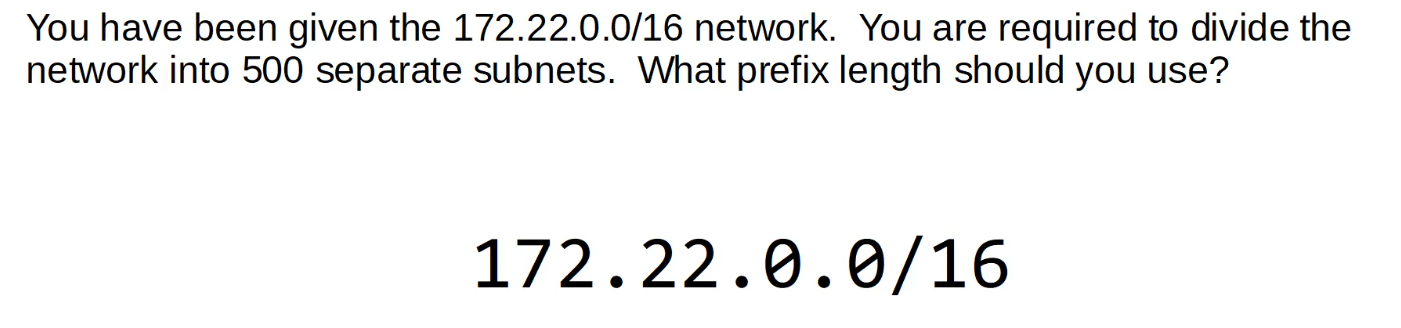 You have been given the 172.22.0.0/16 network.  You are required to divide the
network into 500 separate subnets.  What prefix length should you use?
172.22.0.0/16